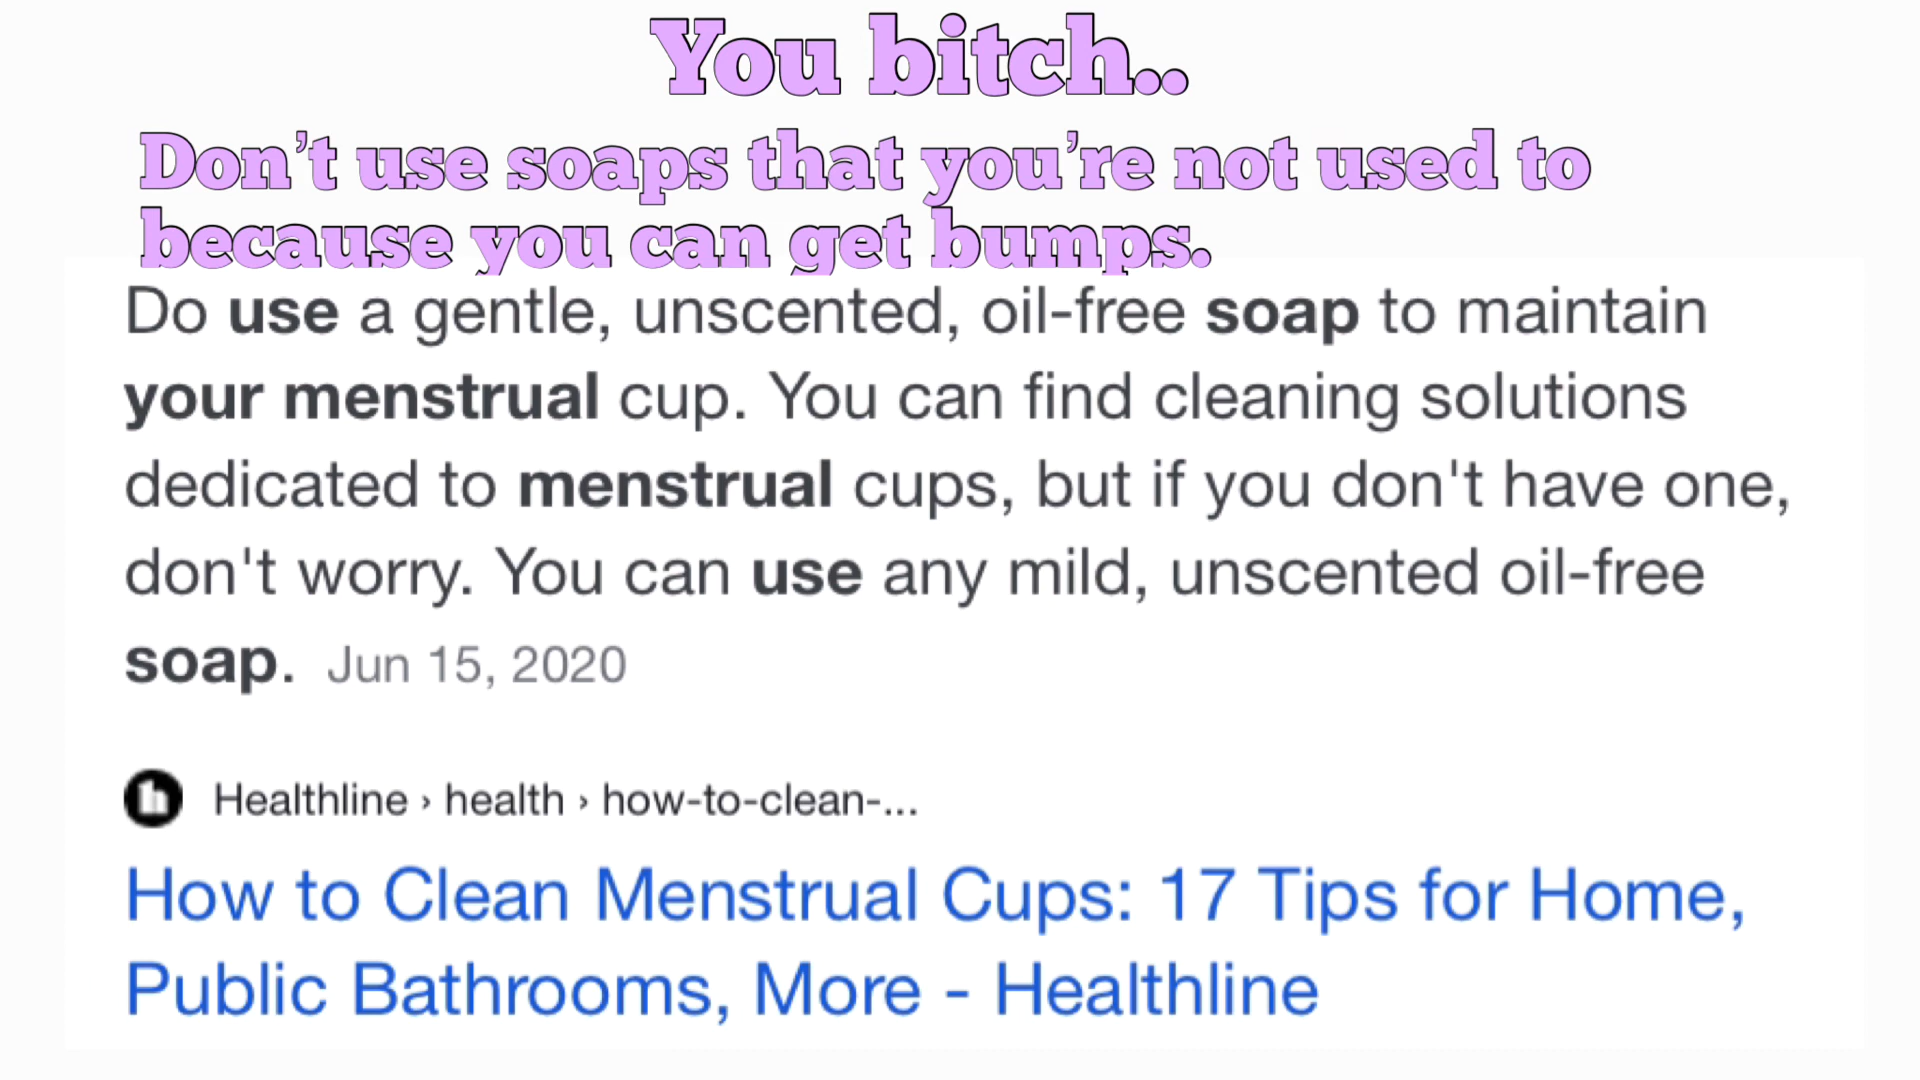 You bitch..
Don't use soaps that you're not used to
because you can get bumps.
Do use a gentle, unscented, oil-free soap to maintain
your menstrual cup. You can find cleaning solutions
dedicated to menstrual cups, but if you don't have one,
don't worry. You can use any mild, unscented oil-free
soap. Jun 15, 2020
Healthline › health › how-to-clean-...
How to Clean Menstrual Cups: 17 Tips for Home,
Public Bathrooms, More - Healthline